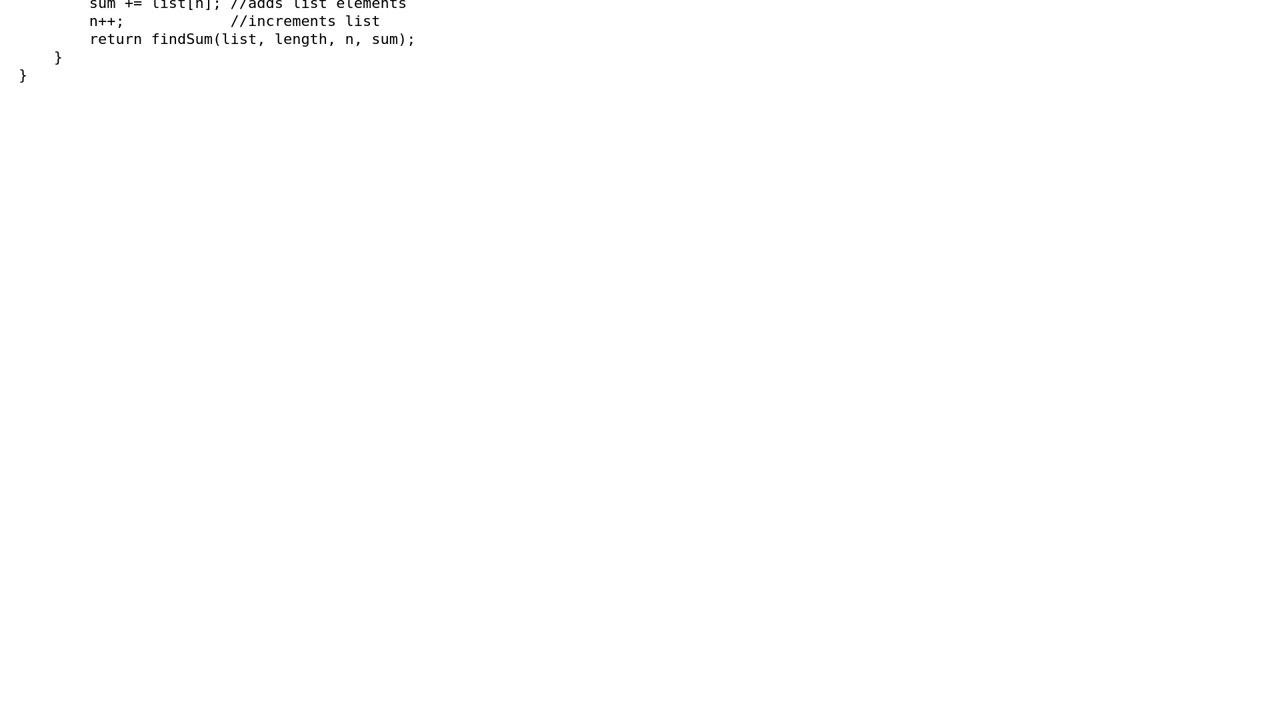 sum += list[n]; //adds list elements
        n++;            //increments list
        return findSum(list, length, n, sum);
    }
}